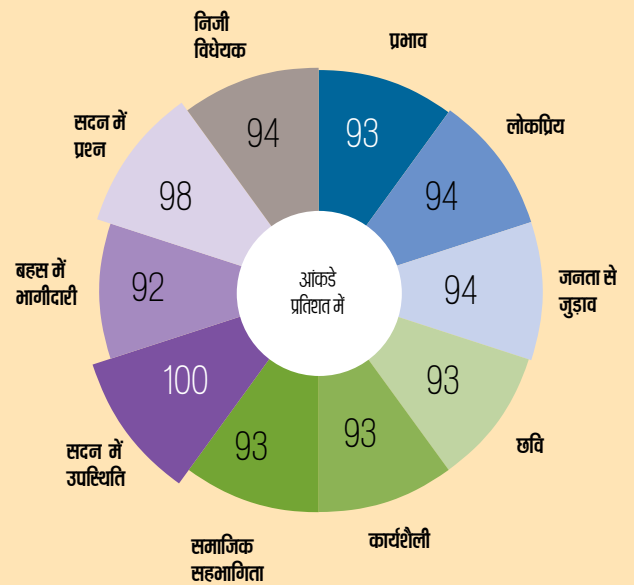 निजी
विधेयक
94
प्रभाव
93
लोकप्रिय
94
जनता से
जुड़ाव
94
छवि
93
कार्यशैली
93
समाजिक
सहभागिता
93
सदन में
उपस्थिति
100
बहस में
भागीदारी
92
सदन में
प्रश्न
98
आंकडे
प्रतिशत में